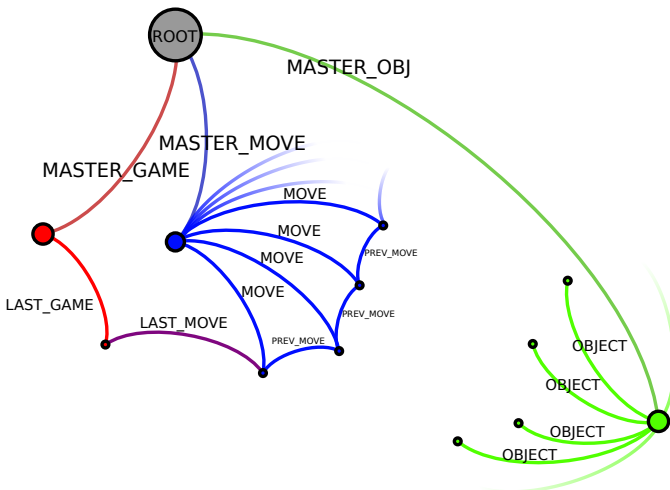 ROOT
MASTER_OBJ
MASTER_MOVE
MASTER_GAME
MOVE
MOVE
PREV_MOVE
MOVE
MOVE
LAST_GAME
PREV_MOVE
LAST_MOVE
PREV_MOVE
OBJECT
OBJECT
OBJECT
OBJECT